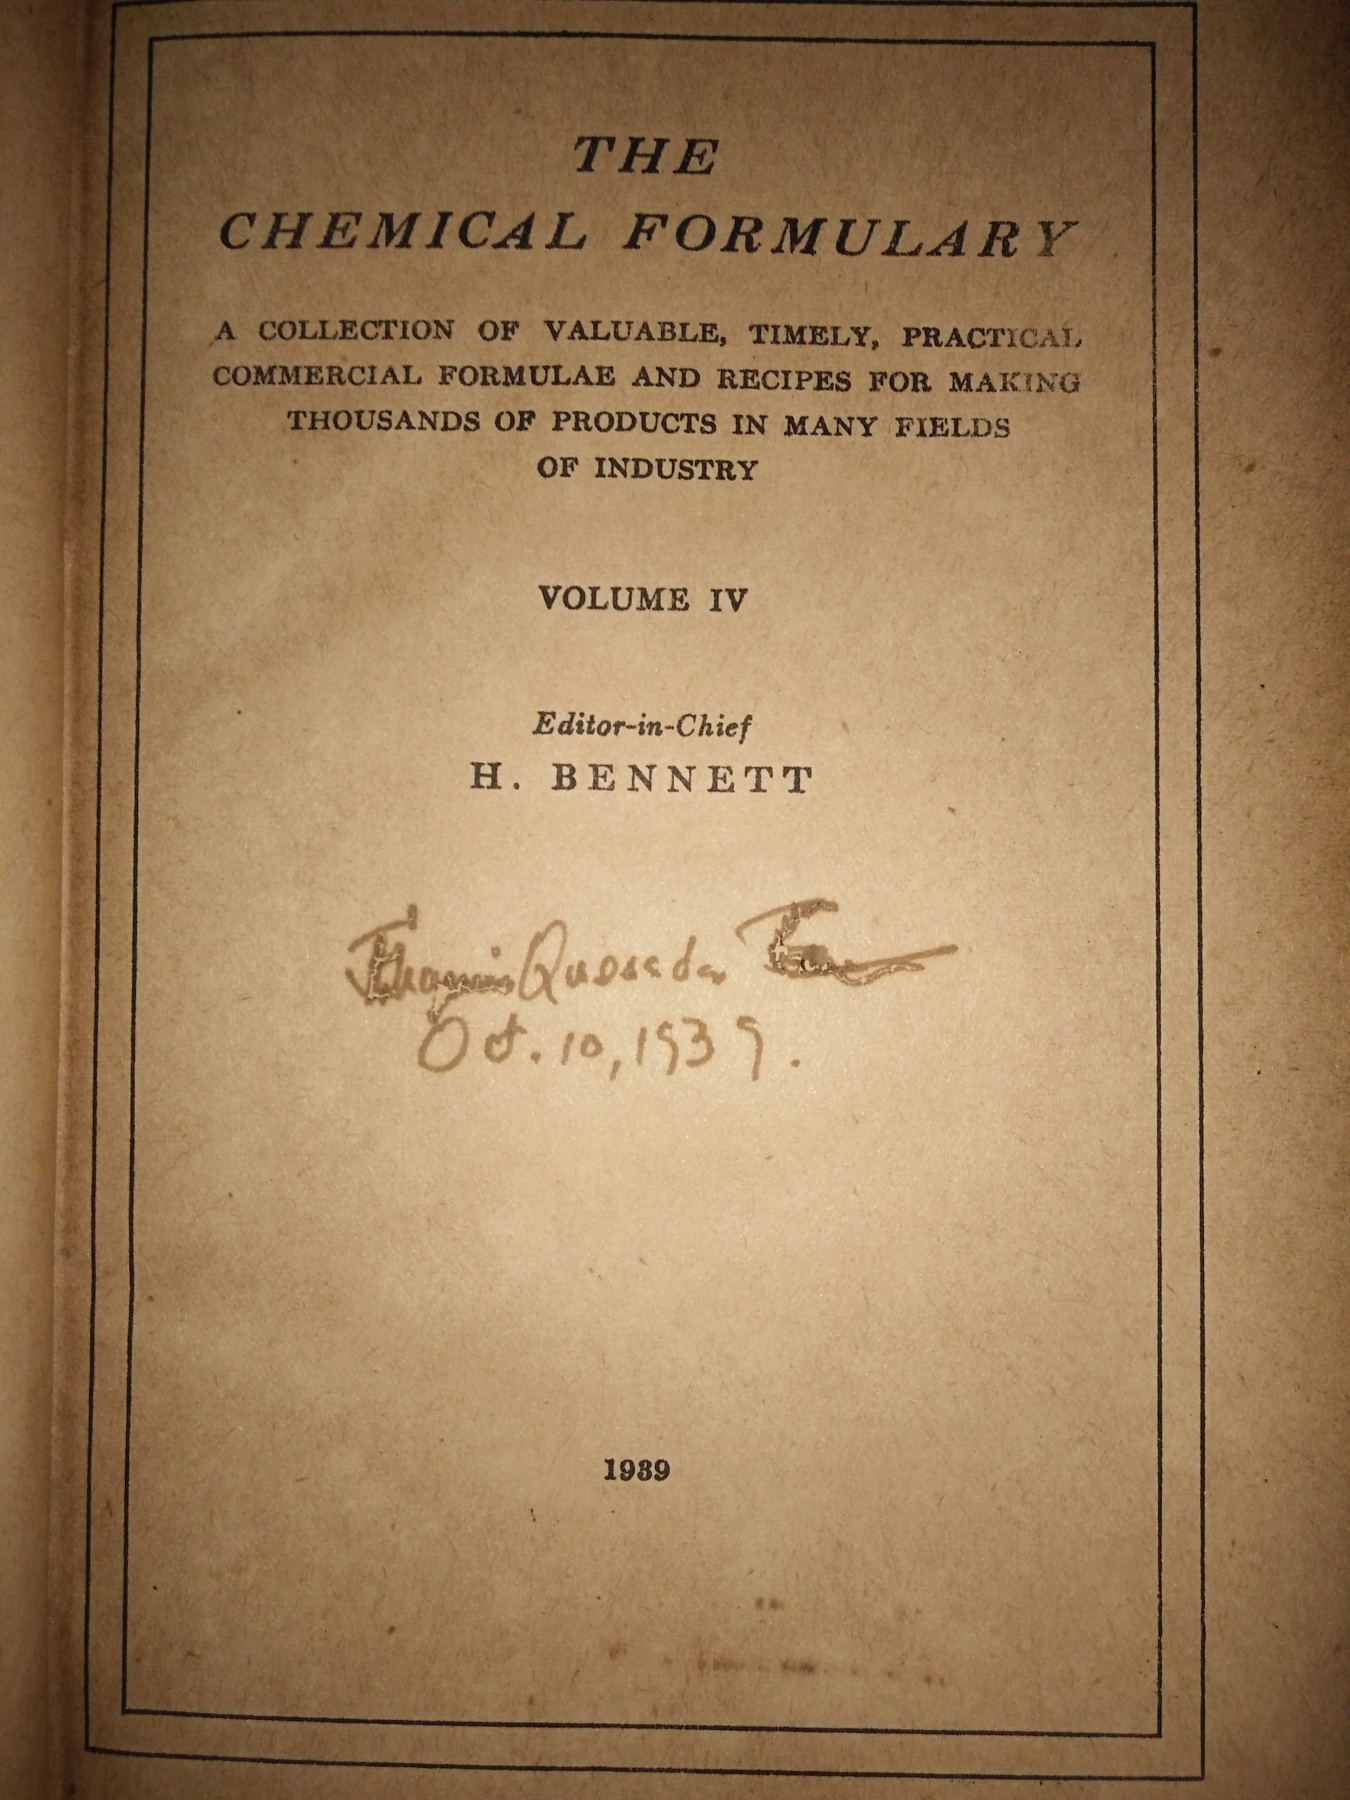 THE
CHEMICAL FORMULARY
A COLLECTION OF VALUABLE, TIMELY, PRACTICAL
COMMERCIAL FORMULAE AND RECIPES FOR MAKING
THOUSANDS OF PRODUCTS IN MANY FIELDS
OF INDUSTRY
VOLUME IV
Editor-in-Chief
H. BENNETT
Quesada
Oct. 10, 1939.
1939